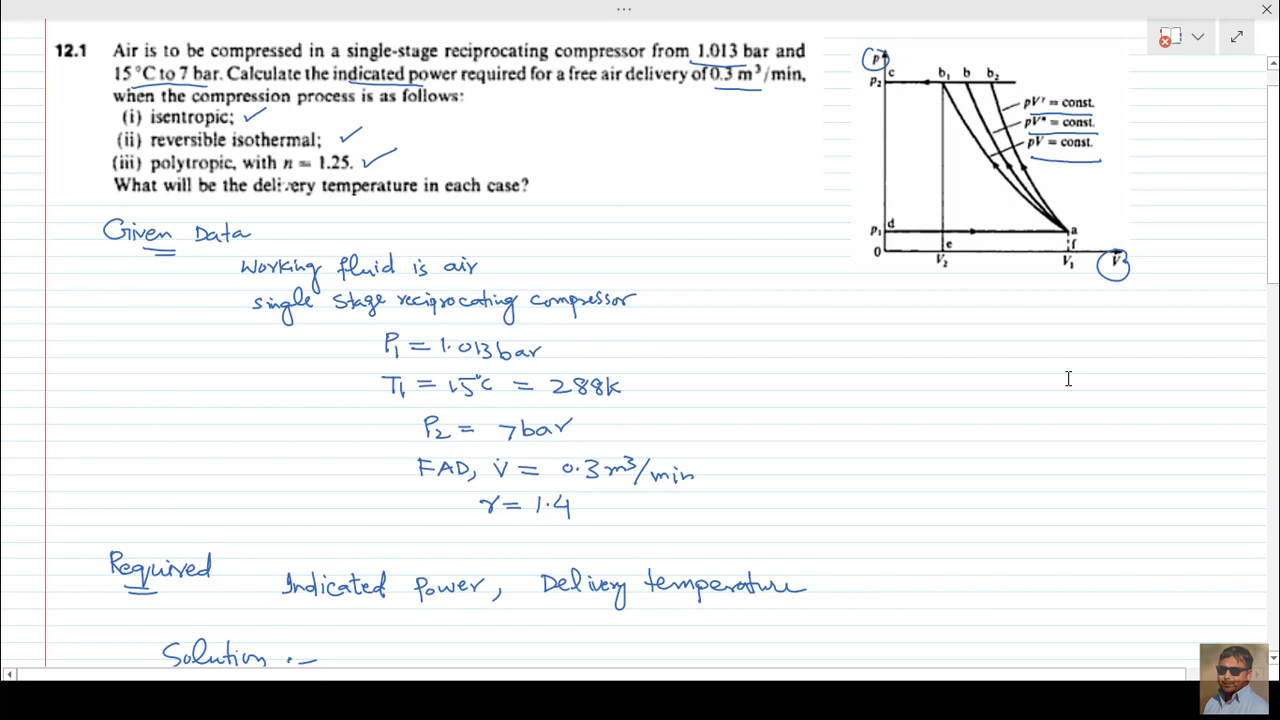 12.1 Air is to be compressed in a single-stage reciprocating compressor from 1.013 bar and
15 °C to 7 bar. Calculate the indicated power required for a free air delivery of 0.3 m³/min,
when the compression process is as follows:
(i) isentropic;
(ii) reversible isothermal;
(iii) polytropic, with n = 1.25.
What will be the delivery temperature in each case?
p
c b₁ b b₂
p₂
pVᵞ = const.
pVⁿ = const.
pV = const.
d
p₁ a
0 e f
V₂ V₁ V
Given Data
Working fluid is air
single stage reciprocating compressor
P₁ = 1.013 bar
T₁ = 15°C = 288K
P₂ = 7 bar
FAD, V̇ = 0.3 m³/min
γ = 1.4
Required Indicated power, Delivery temperature
Solution :-